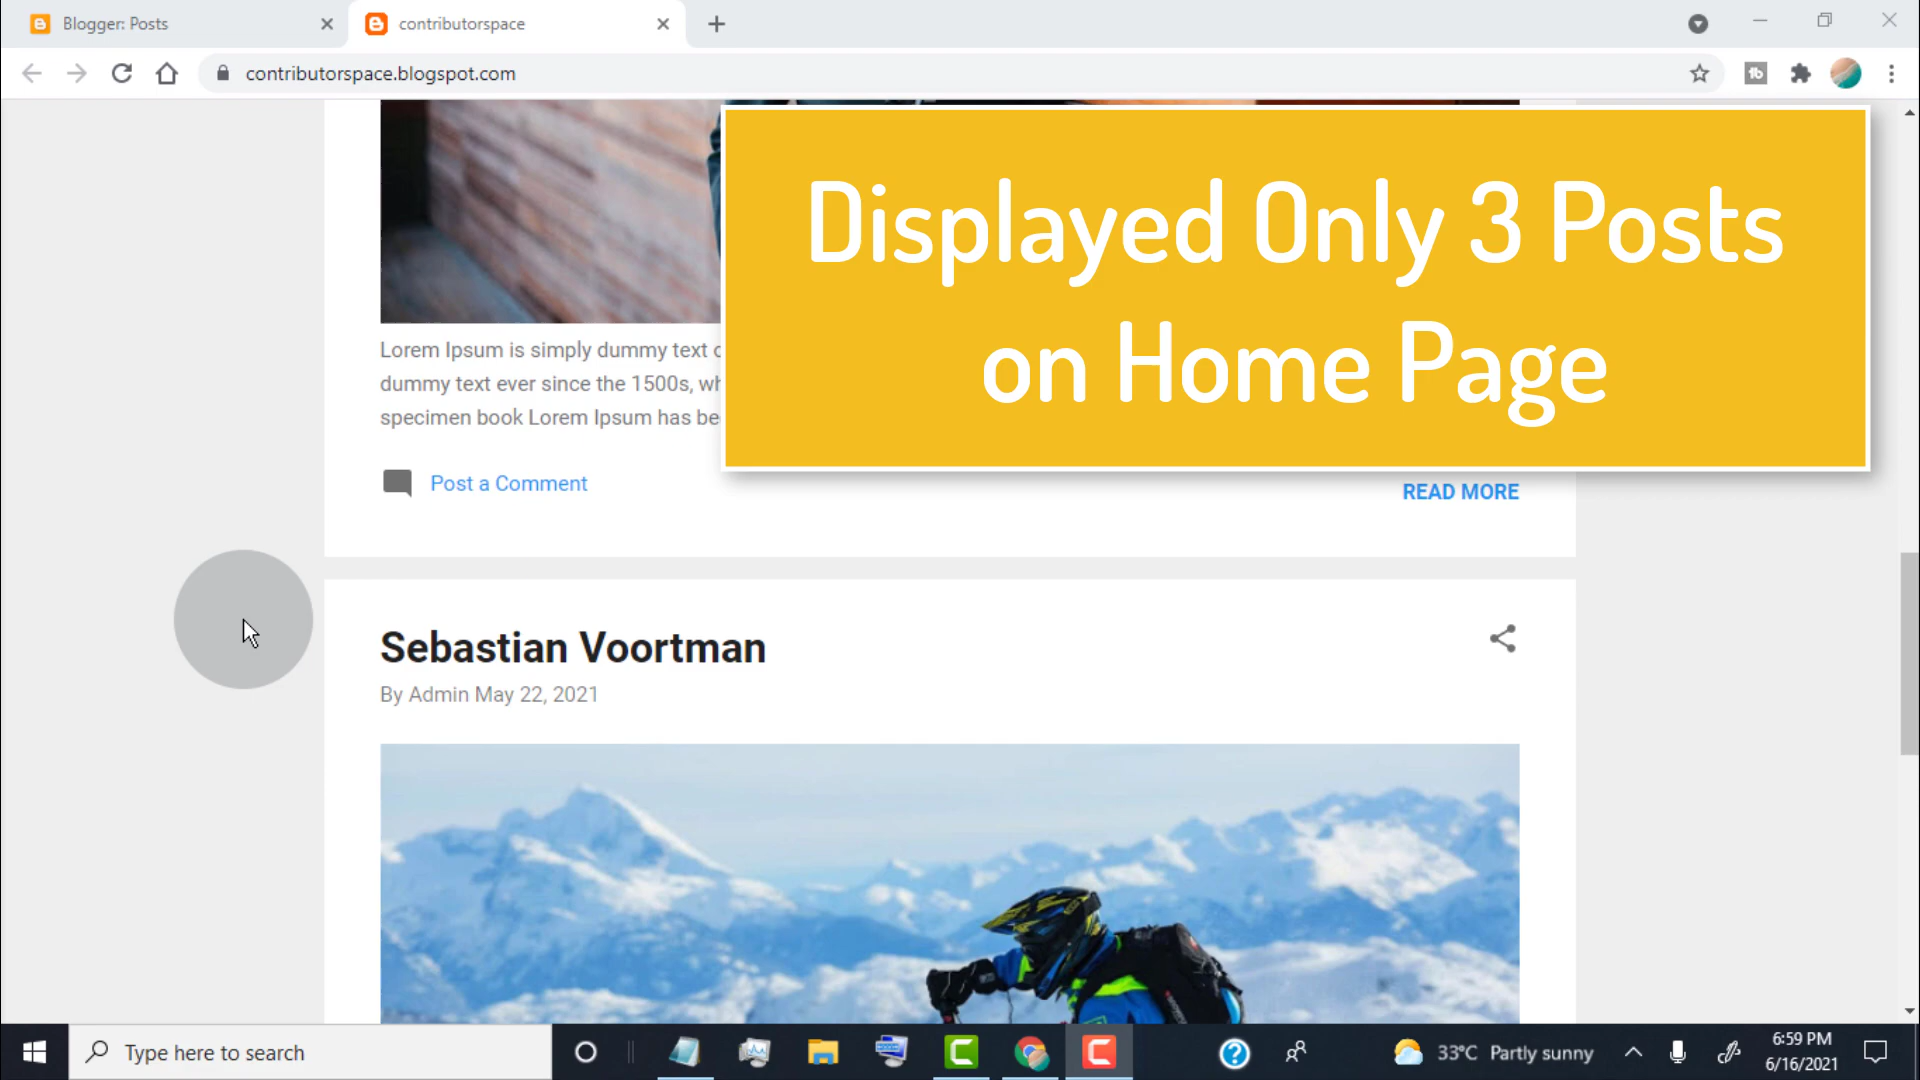 Blogger: Posts
contributorspace
contributorspace.blogspot.com
Displayed Only 3 Posts
on Home Page
Lorem Ipsum is simply dummy text
dummy text ever since the 1500s,
specimen book Lorem Ipsum has be
Post a Comment
READ MORE
Sebastian Voortman
By Admin May 22, 2021
Type here to search
33°C Partly sunny
6:59 PM
6/16/2021